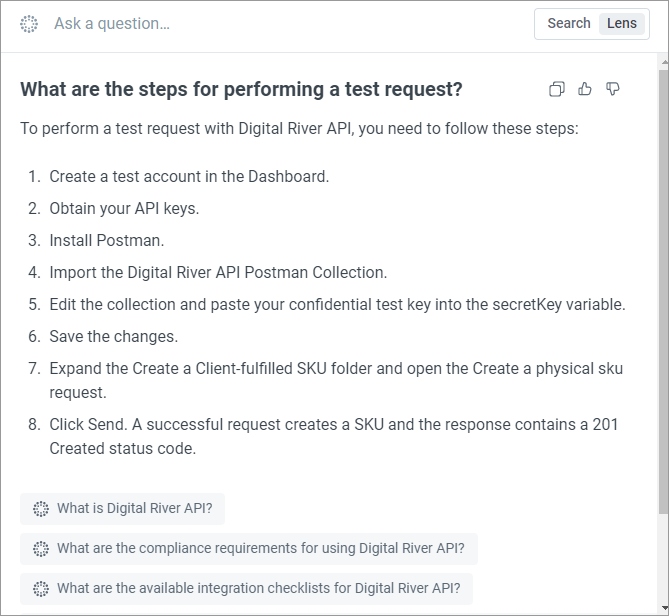 Ask a question...
Search Lens
What are the steps for performing a test request?
To perform a test request with Digital River API, you need to follow these steps:
1. Create a test account in the Dashboard.
2. Obtain your API keys.
3. Install Postman.
4. Import the Digital River API Postman Collection.
5. Edit the collection and paste your confidential test key into the secretKey variable.
6. Save the changes.
7. Expand the Create a Client-fulfilled SKU folder and open the Create a physical sku
request.
8. Click Send. A successful request creates a SKU and the response contains a 201
Created status code.
What is Digital River API?
What are the compliance requirements for using Digital River API?
What are the available integration checklists for Digital River API?